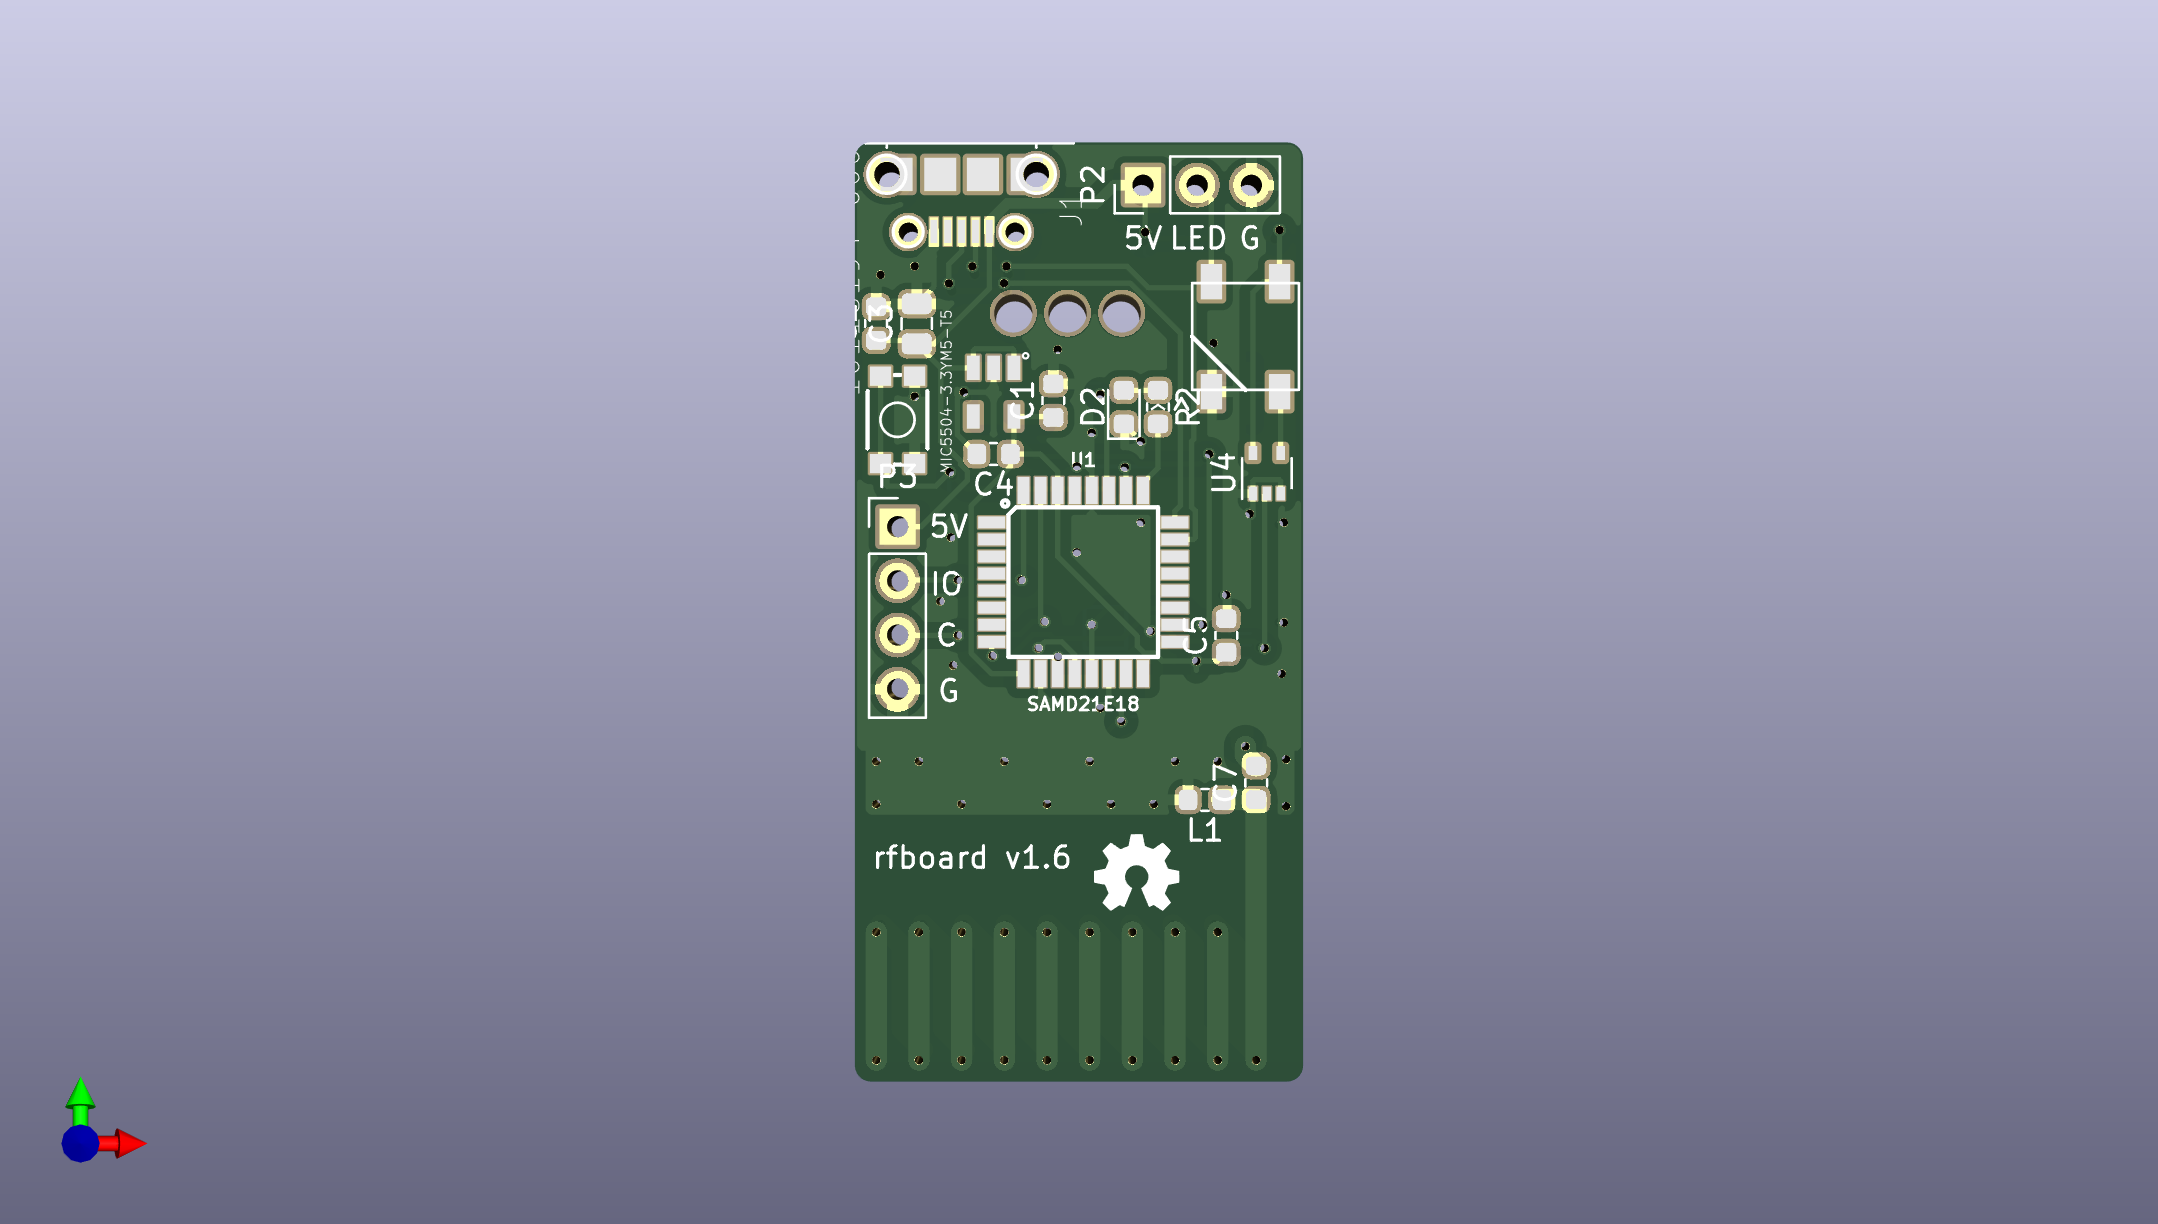 P2
J1
5V LED G
C3
MIC5504-3.3YM5-T5
C1
D2
R2
U4
U1
C4
P3
5V
IO
C
G
C5
SAMD21E18
C7
L1
rfboard v1.6